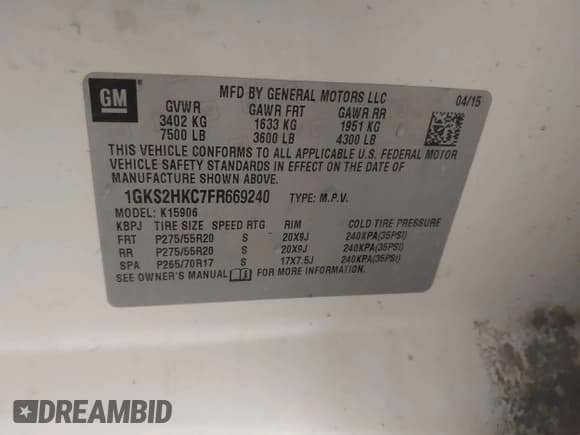 GM
MFD BY GENERAL MOTORS LLC 04/15
GVWR GAWR FRT GAWR RR
3402 KG 1633 KG 1951 KG
7500 LB 3600 LB 4300 LB
THIS VEHICLE CONFORMS TO ALL APPLICABLE U.S. FEDERAL MOTOR
VEHICLE SAFETY STANDARDS IN EFFECT ON THE DATE OF
MANUFACTURE SHOWN ABOVE.
1GKS2HKC7FR669240 TYPE: M.P.V.
MODEL: K15906
KBPJ TIRE SIZE SPEED RTG RIM COLD TIRE PRESSURE
FRT P275/55R20 S 20X9J 240KPA(35PSI)
RR P275/55R20 S 20X9J 240KPA(35PSI)
SPA P265/70R17 S 17X7.5J 240KPA(35PSI)
SEE OWNER'S MANUAL FOR MORE INFORMATION.
DREAMBID